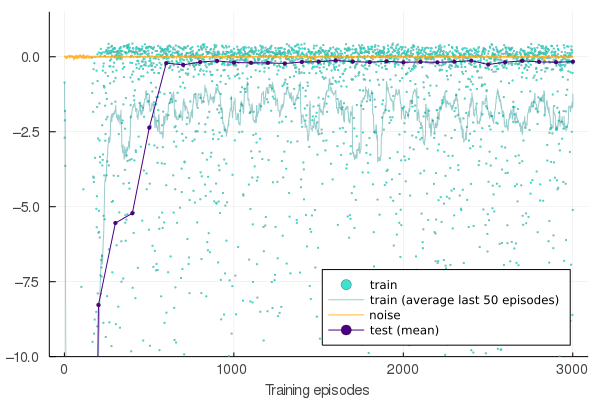 0.0
−2.5
−5.0
−7.5
−10.0
0
1000
2000
3000
Training episodes
train
train (average last 50 episodes)
noise
test (mean)